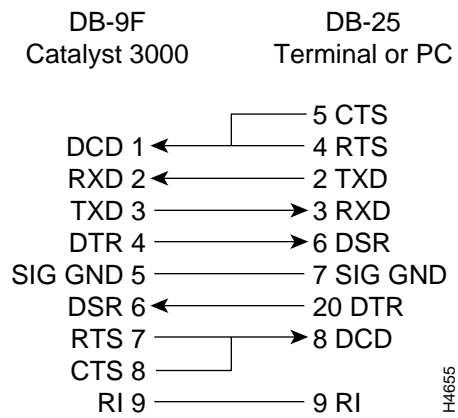 DB-9F DB-25
Catalyst 3000 Terminal or PC
5 CTS
DCD 1 4 RTS
RXD 2 2 TXD
TXD 3 3 RXD
DTR 4 6 DSR
SIG GND 5 7 SIG GND
DSR 6 20 DTR
RTS 7 8 DCD
CTS 8
RI 9 9 RI
H4655